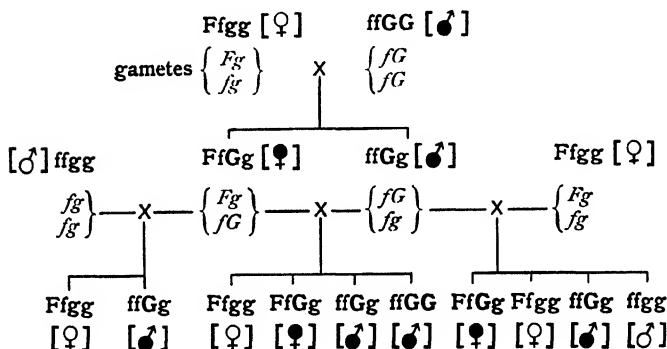 Ffgg [♀] ffGG [♂]
gametes { Fg } × { fG
{ fg } { fG
[♂] ffgg FfGg [♀] ffGg [♂] Ffgg [♀]
fg } × { Fg } × { fG } × { Fg
fg } { fG } { fg } { fg
Ffgg ffGg Ffgg FfGg ffGg ffGG FfGg Ffgg ffGg ffgg
[♀] [♂] [♀] [♀] [♂] [♂] [♀] [♀] [♂] [♂]